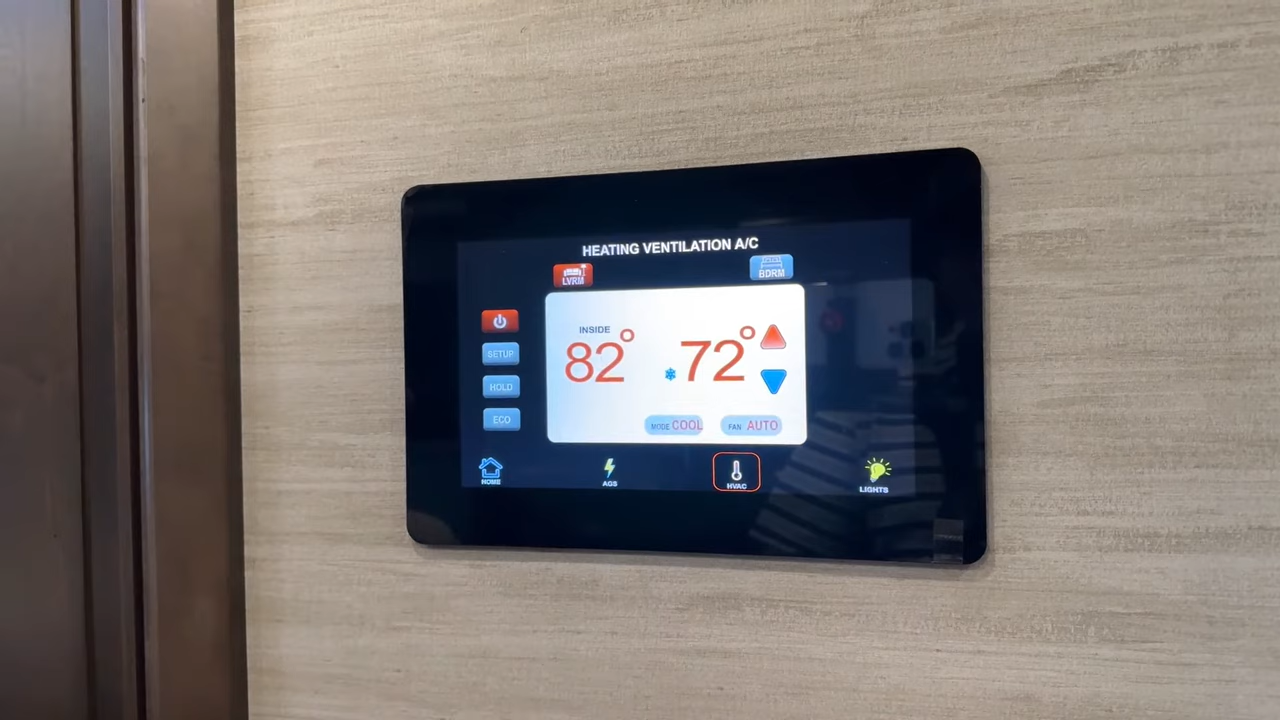 HEATING VENTILATION A/C
LVRM
BDRM
SETUP
HOLD
ECO
INSIDE
82°
72°
MODE COOL
FAN AUTO
HOME
AGS
HVAC
LIGHTS